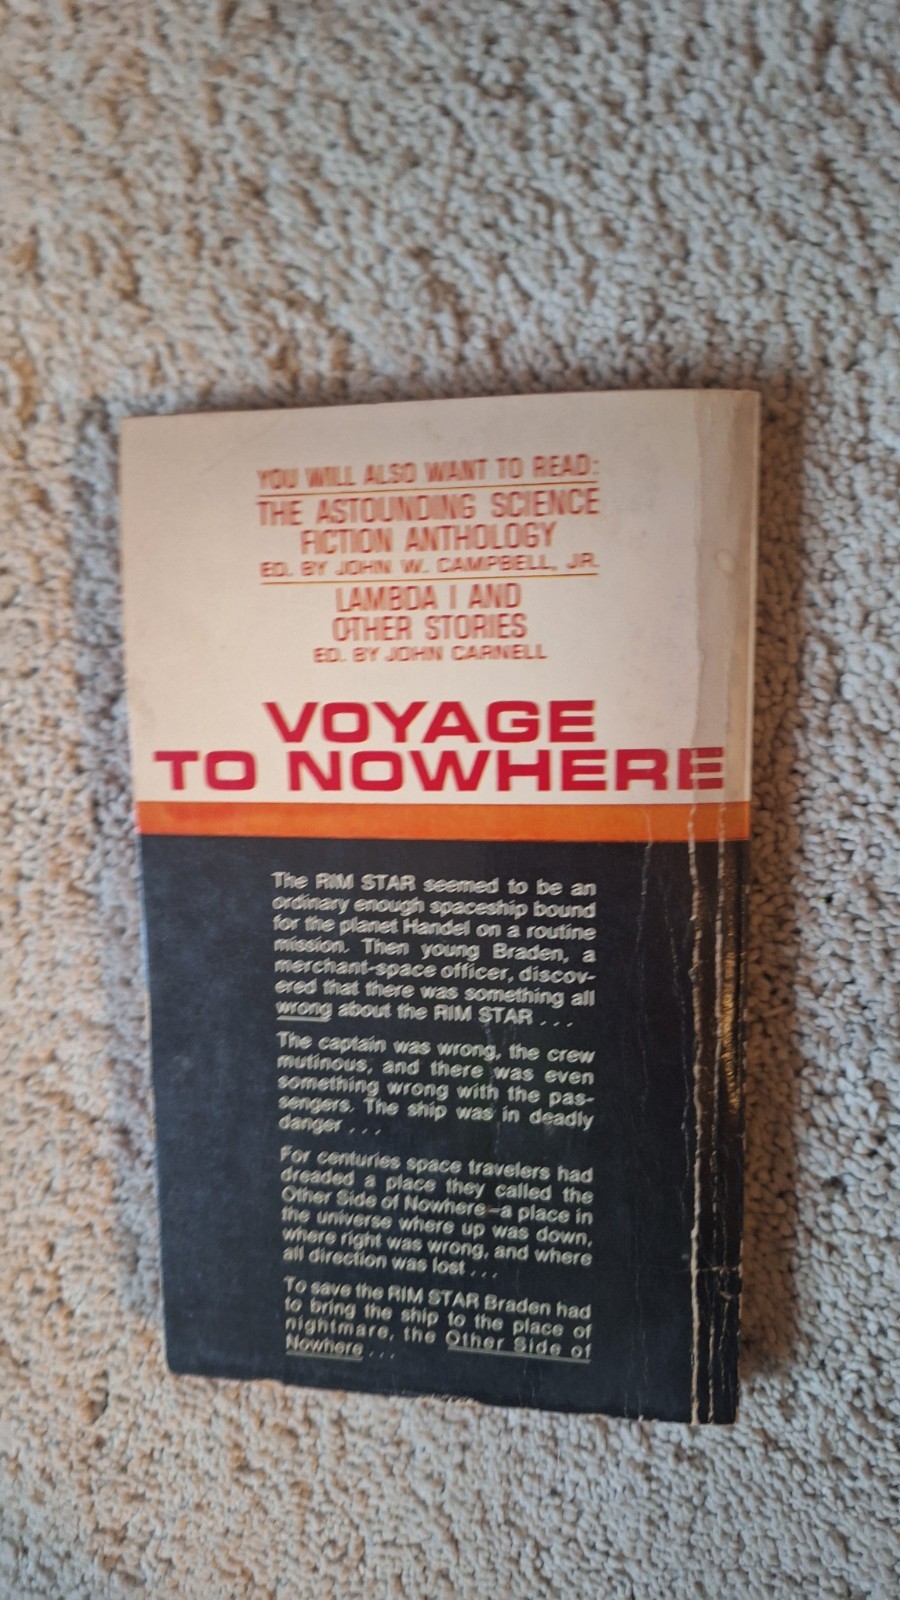 YOU WILL ALSO WANT TO READ:
THE ASTOUNDING SCIENCE
FICTION ANTHOLOGY
ED. BY JOHN W. CAMPBELL, JR.
LAMBDA I AND
OTHER STORIES
ED. BY JOHN CARNELL
VOYAGE
TO NOWHERE
The RIM STAR seemed to be an
ordinary enough spaceship bound
for the planet Handel on a routine
mission. Then young Braden, a
merchant-space officer, discov-
ered that there was something all
wrong about the RIM STAR . . .
The captain was wrong, the crew
mutinous, and there was even
something wrong with the pas-
sengers. The ship was in deadly
danger . . .
For centuries space travelers had
dreaded a place they called the
Other Side of Nowhere—a place in
the universe where up was down,
where right was wrong, and where
all direction was lost . . .
To save the RIM STAR Braden had
to bring the ship to the place of
nightmare, the Other Side of
Nowhere . . .